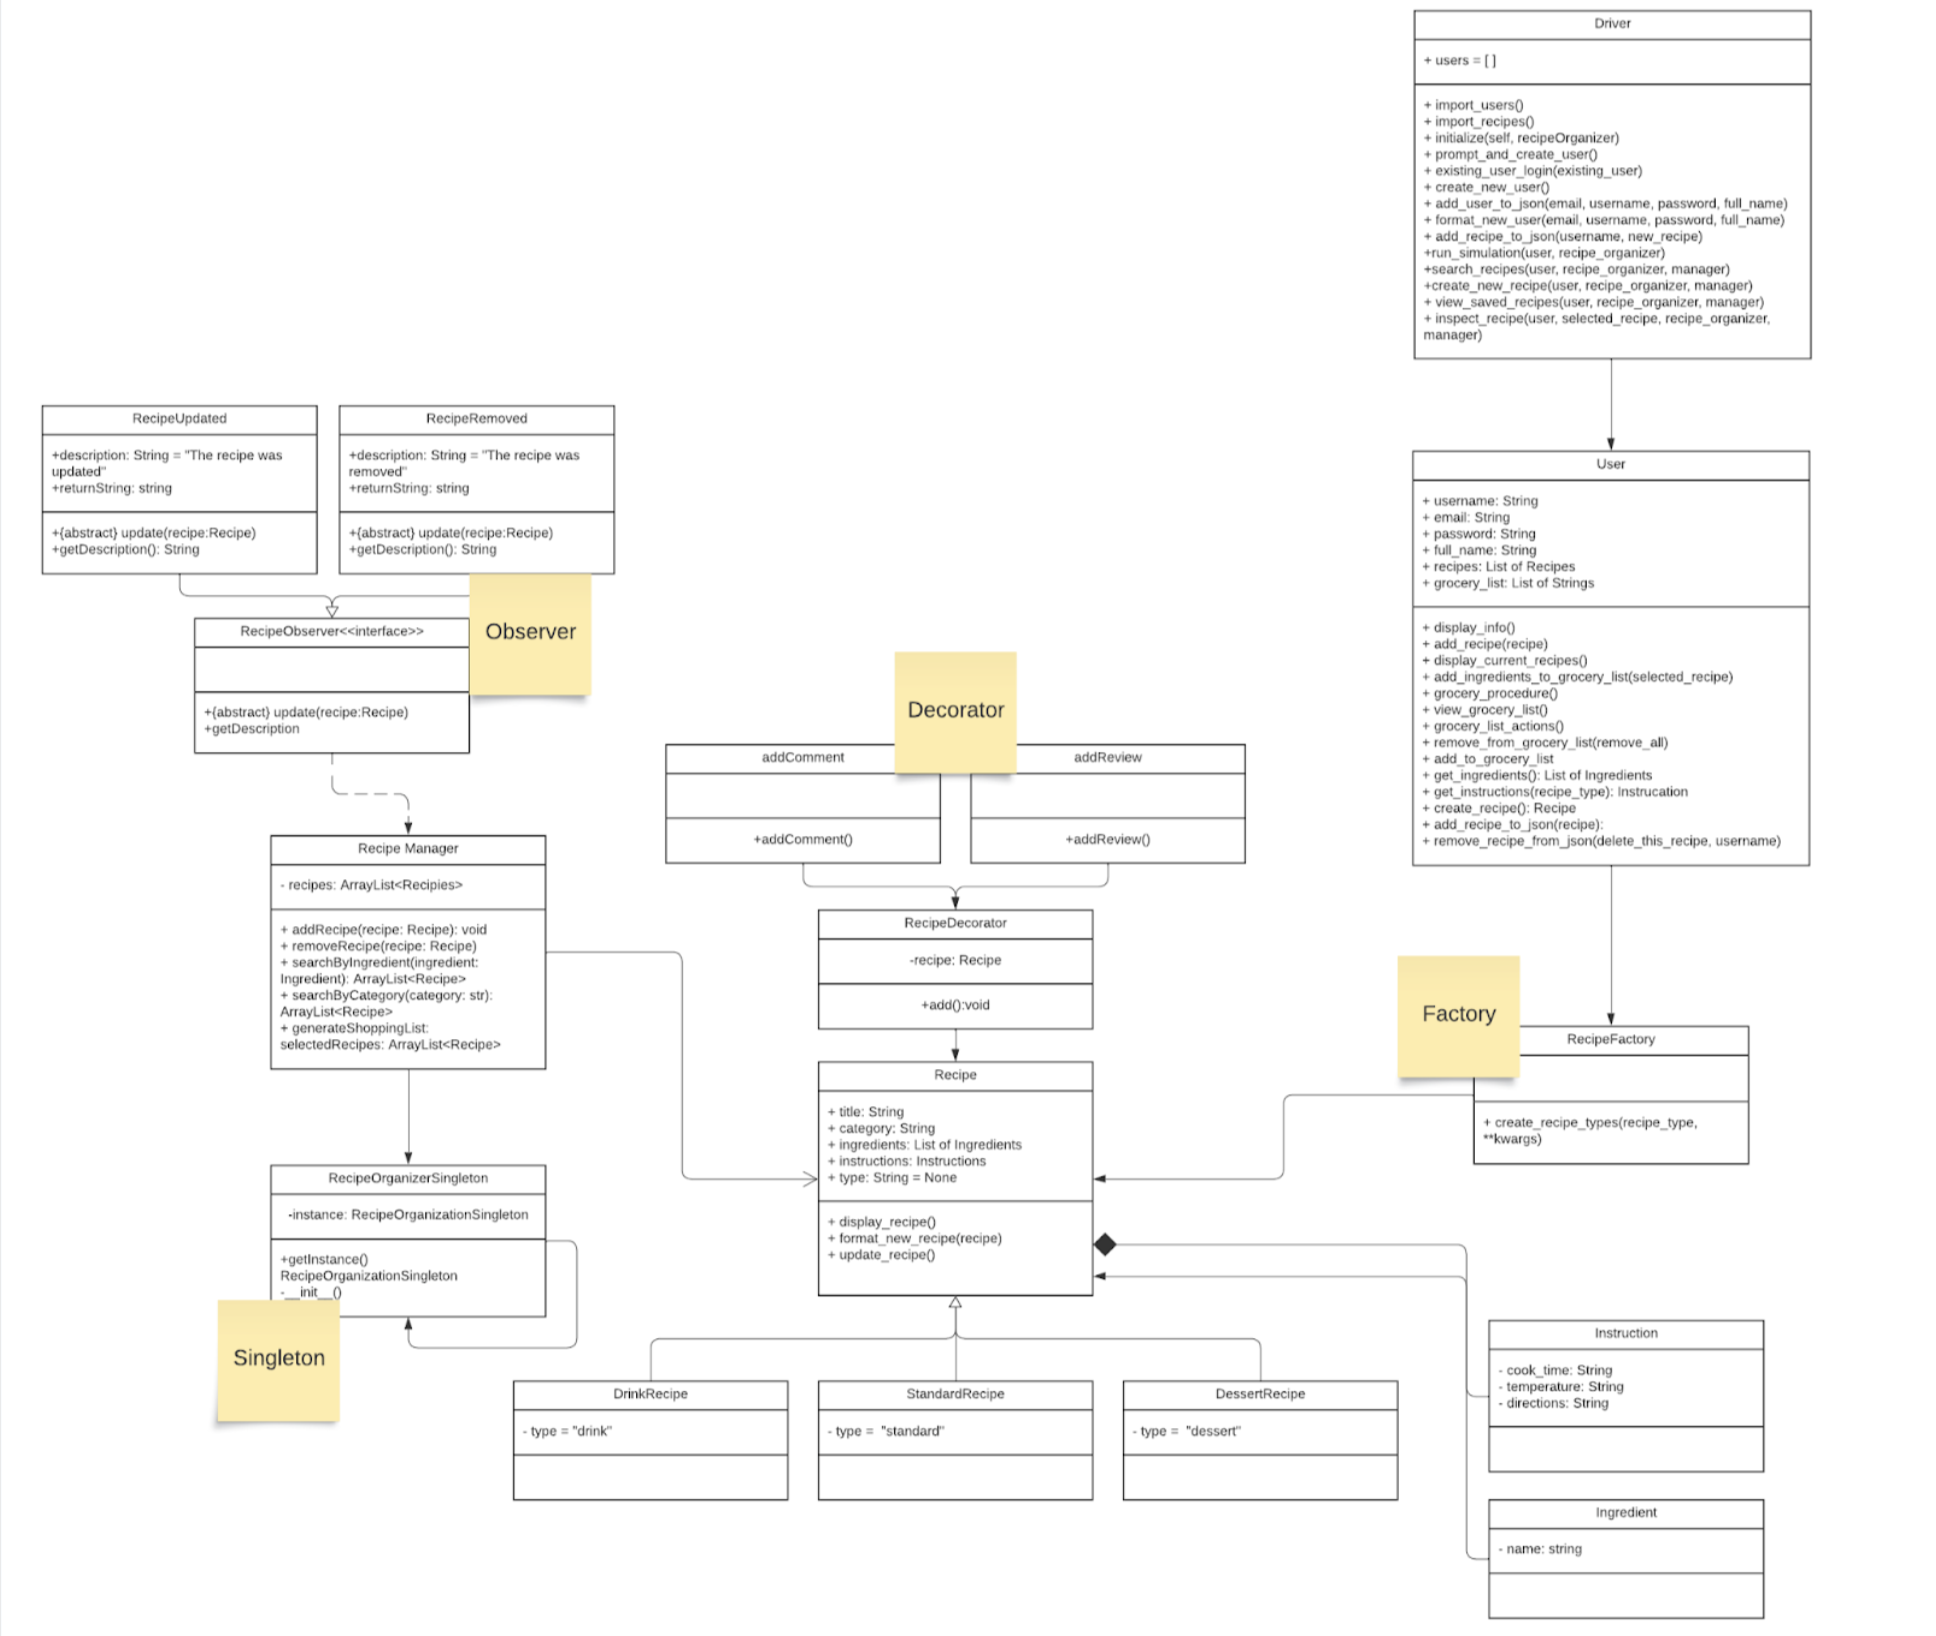 Driver
+ users = [ ]
+ import_users()
+ import_recipes()
+ initialize(self, recipeOrganizer)
+ prompt_and_create_user()
+ existing_user_login(existing_user)
+ create_new_user()
+ add_user_to_json(email, username, password, full_name)
+ format_new_user(email, username, password, full_name)
+ add_recipe_to_json(username, new_recipe)
+run_simulation(user, recipe_organizer)
+search_recipes(user, recipe_organizer, manager)
+create_new_recipe(user, recipe_organizer, manager)
+ view_saved_recipes(user, recipe_organizer, manager)
+ inspect_recipe(user, selected_recipe, recipe_organizer,
manager)
RecipeUpdated
+description: String = "The recipe was
updated"
+returnString: string
+{abstract} update(recipe:Recipe)
+getDescription(): String
RecipeRemoved
+description: String = "The recipe was
removed"
+returnString: string
+{abstract} update(recipe:Recipe)
+getDescription(): String
Observer
RecipeObserver<<interface>>
+{abstract} update(recipe:Recipe)
+getDescription
User
+ username: String
+ email: String
+ password: String
+ full_name: String
+ recipes: List of Recipes
+ grocery_list: List of Strings
+ display_info()
+ add_recipe(recipe)
+ display_current_recipes()
+ add_ingredients_to_grocery_list(selected_recipe)
+ grocery_procedure()
+ view_grocery_list()
+ grocery_list_actions()
+ remove_from_grocery_list(remove_all)
+ add_to_grocery_list
+ get_ingredients(): List of Ingredients
+ get_instructions(recipe_type): Instrucation
+ create_recipe(): Recipe
+ add_recipe_to_json(recipe):
+ remove_recipe_from_json(delete_this_recipe, username)
Decorator
addComment
+addComment()
addReview
+addReview()
Recipe Manager
- recipes: ArrayList<Recipies>
+ addRecipe(recipe: Recipe): void
+ removeRecipe(recipe: Recipe)
+ searchByIngredient(ingredient:
Ingredient): ArrayList<Recipe>
+ searchByCategory(category: str):
ArrayList<Recipe>
+ generateShoppingList:
selectedRecipes: ArrayList<Recipe>
RecipeDecorator
-recipe: Recipe
+add():void
Factory
RecipeFactory
+ create_recipe_types(recipe_type,
**kwargs)
Recipe
+ title: String
+ category: String
+ ingredients: List of Ingredients
+ instructions: Instructions
+ type: String = None
+ display_recipe()
+ format_new_recipe(recipe)
+ update_recipe()
RecipeOrganizerSingleton
-instance: RecipeOrganizationSingleton
+getInstance()
RecipeOrganizationSingleton
-__init__()
Singleton
DrinkRecipe
- type = "drink"
StandardRecipe
- type =  "standard"
DessertRecipe
- type =  "dessert"
Instruction
- cook_time: String
- temperature: String
- directions: String
Ingredient
- name: string